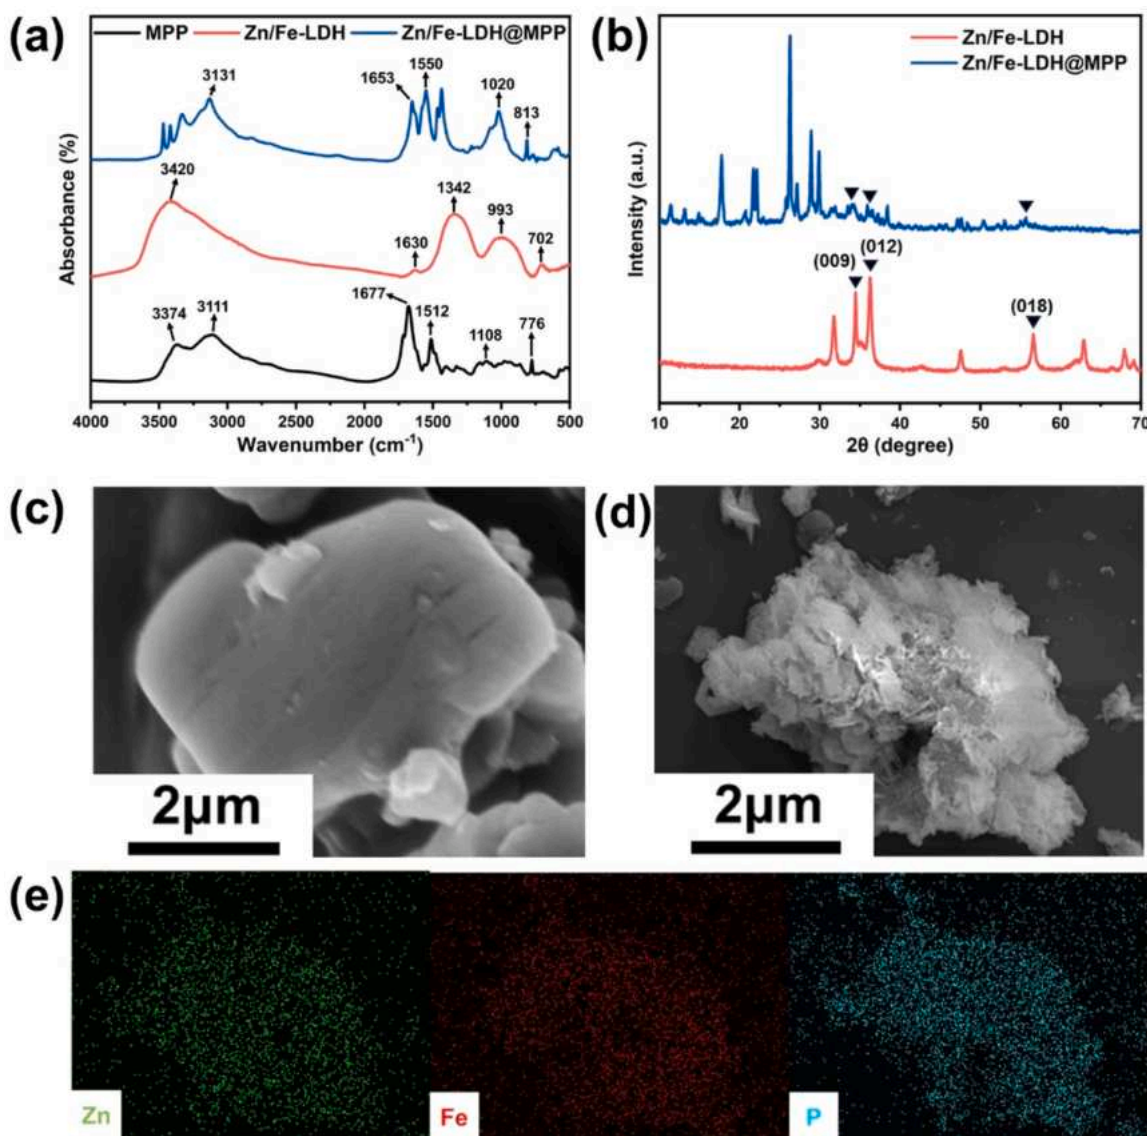 (a)
MPP Zn/Fe-LDH Zn/Fe-LDH@MPP
3131
1653
1550
1020
813
3420
1342
993
1630
702
3374
3111
1677
1512
1108
776
Absorbance (%)
4000 3500 3000 2500 2000 1500 1000 500
Wavenumber (cm⁻¹)
(b)
Zn/Fe-LDH
Zn/Fe-LDH@MPP
(009)
(012)
(018)
Intensity (a.u.)
10 20 30 40 50 60 70
2θ (degree)
(c)
2μm
(d)
2μm
(e)
Zn
Fe
P